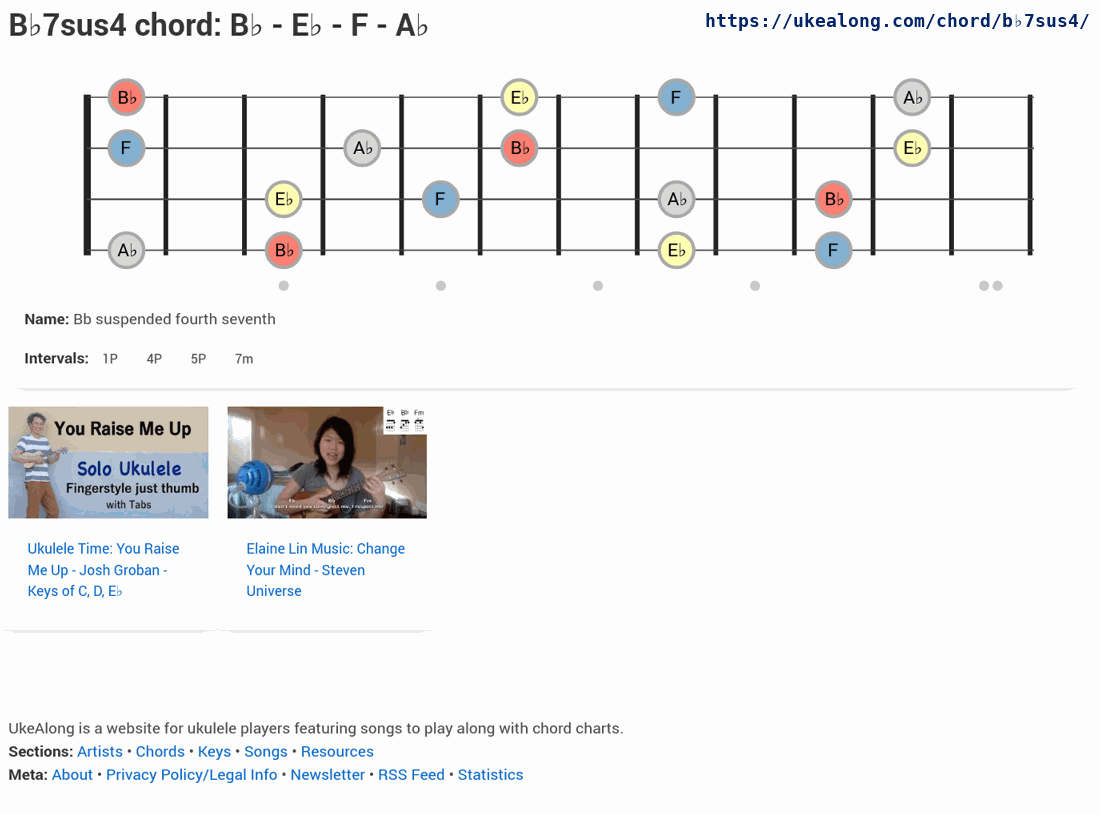 B♭7sus4 chord: B♭ - E♭ - F - A♭
https://ukealong.com/chord/b♭7sus4/
B♭ E♭ F A♭
F A♭ B♭ E♭
E♭ F A♭ B♭
A♭ B♭ E♭ F
Name: Bb suspended fourth seventh
Intervals: 1P 4P 5P 7m
You Raise Me Up
Solo Ukulele
Fingerstyle just thumb
with Tabs
E♭ B♭ Fm
E♭ B♭ Fm
Ukulele Time: You Raise
Me Up - Josh Groban -
Keys of C, D, E♭
Elaine Lin Music: Change
Your Mind - Steven
Universe
UkeAlong is a website for ukulele players featuring songs to play along with chord charts.
Sections: Artists • Chords • Keys • Songs • Resources
Meta: About • Privacy Policy/Legal Info • Newsletter • RSS Feed • Statistics